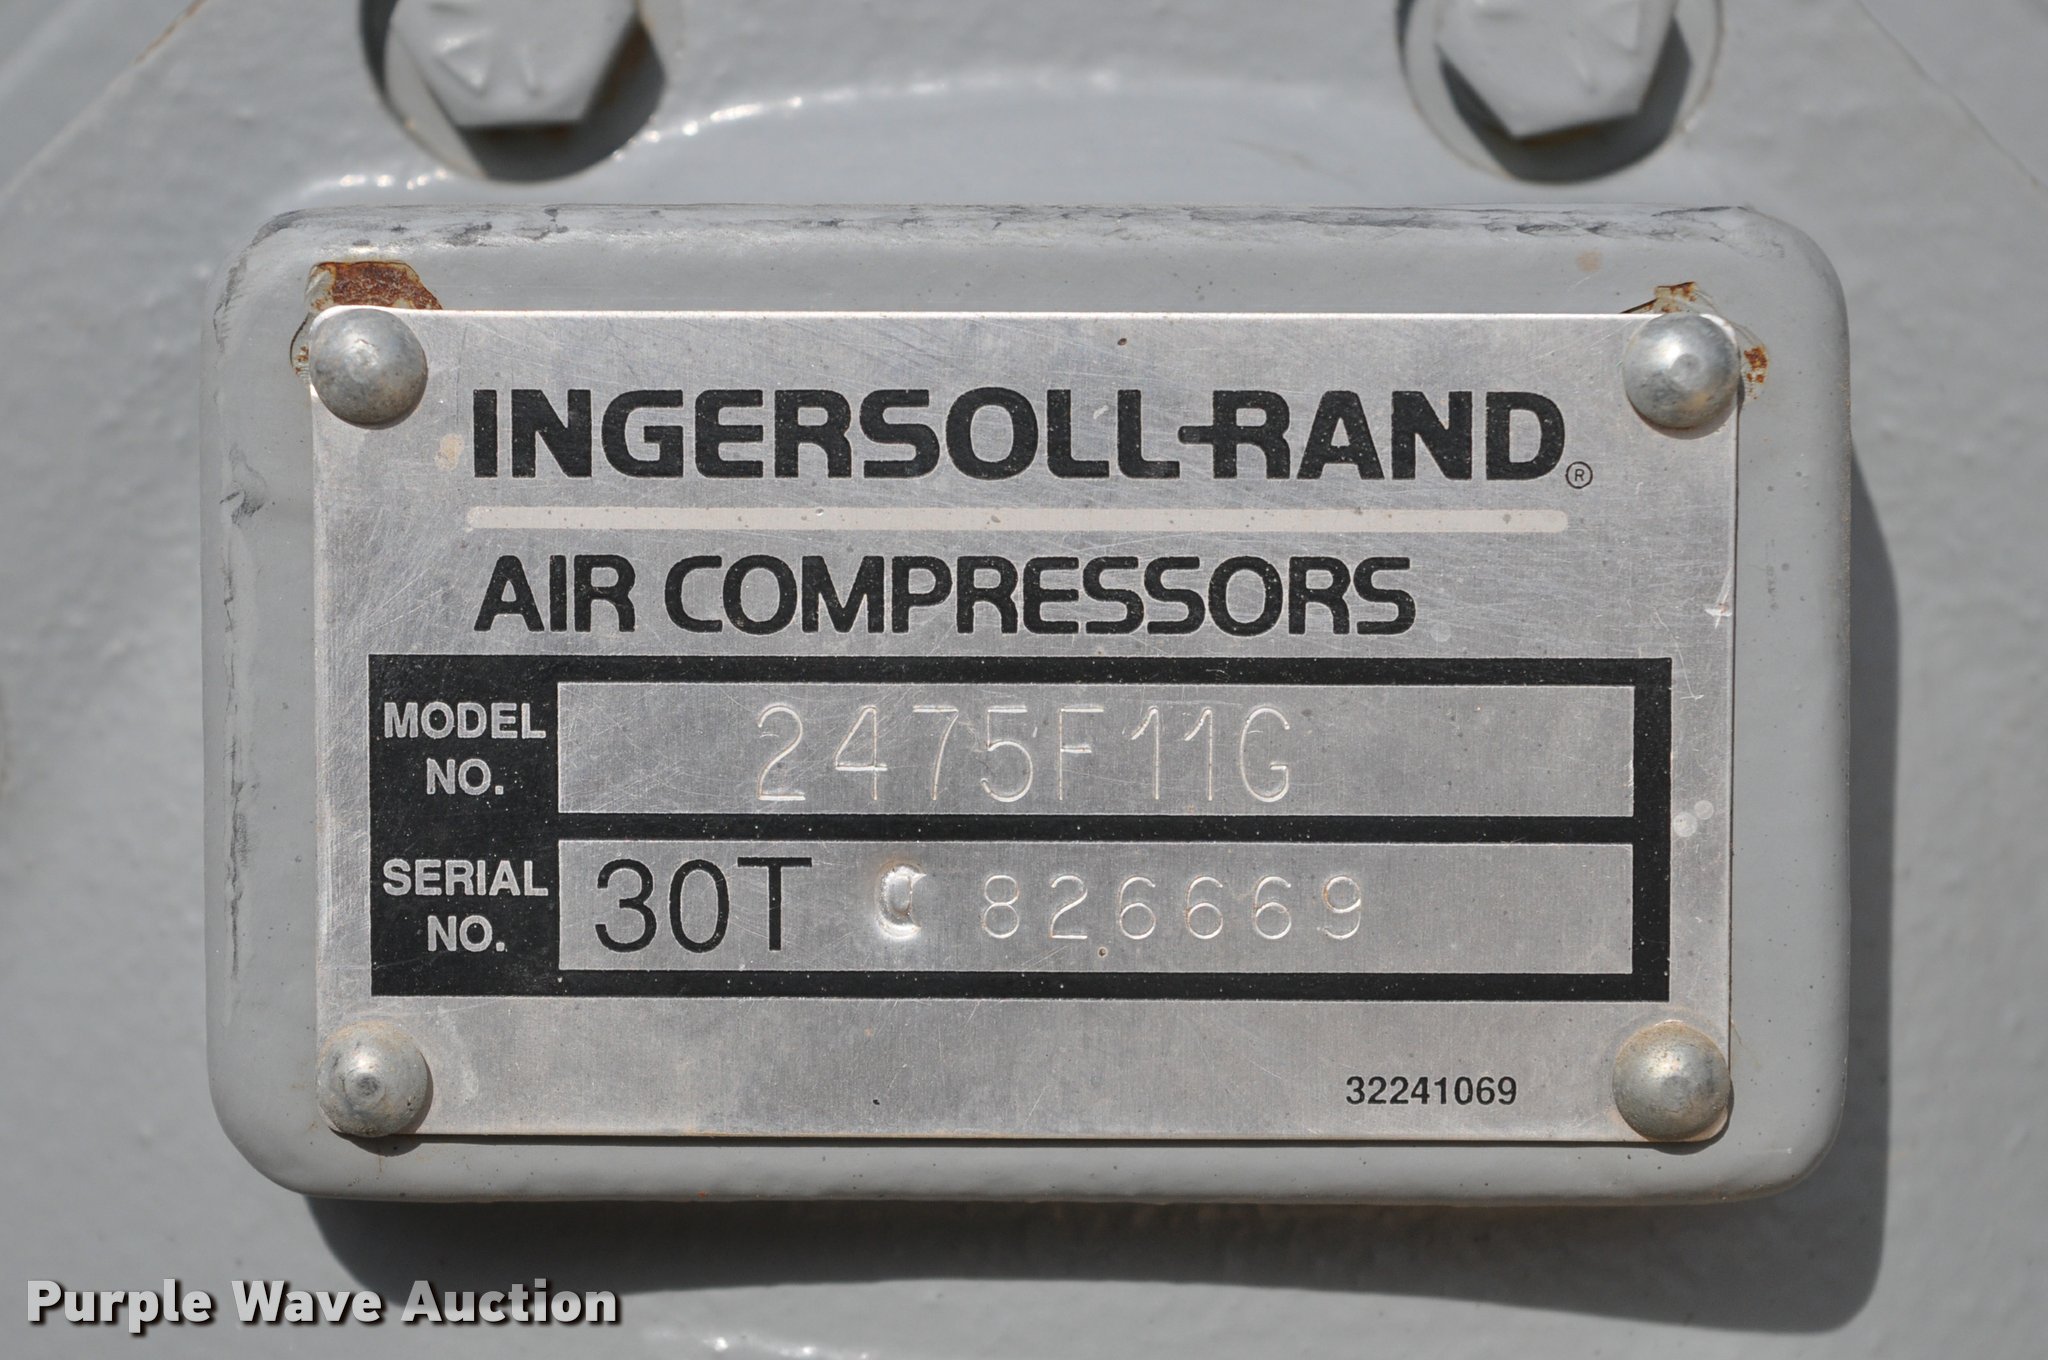 INGERSOLL-RAND®
AIR COMPRESSORS
MODEL NO. 2475F11G
SERIAL NO. 30T 826669
32241069
Purple Wave Auction